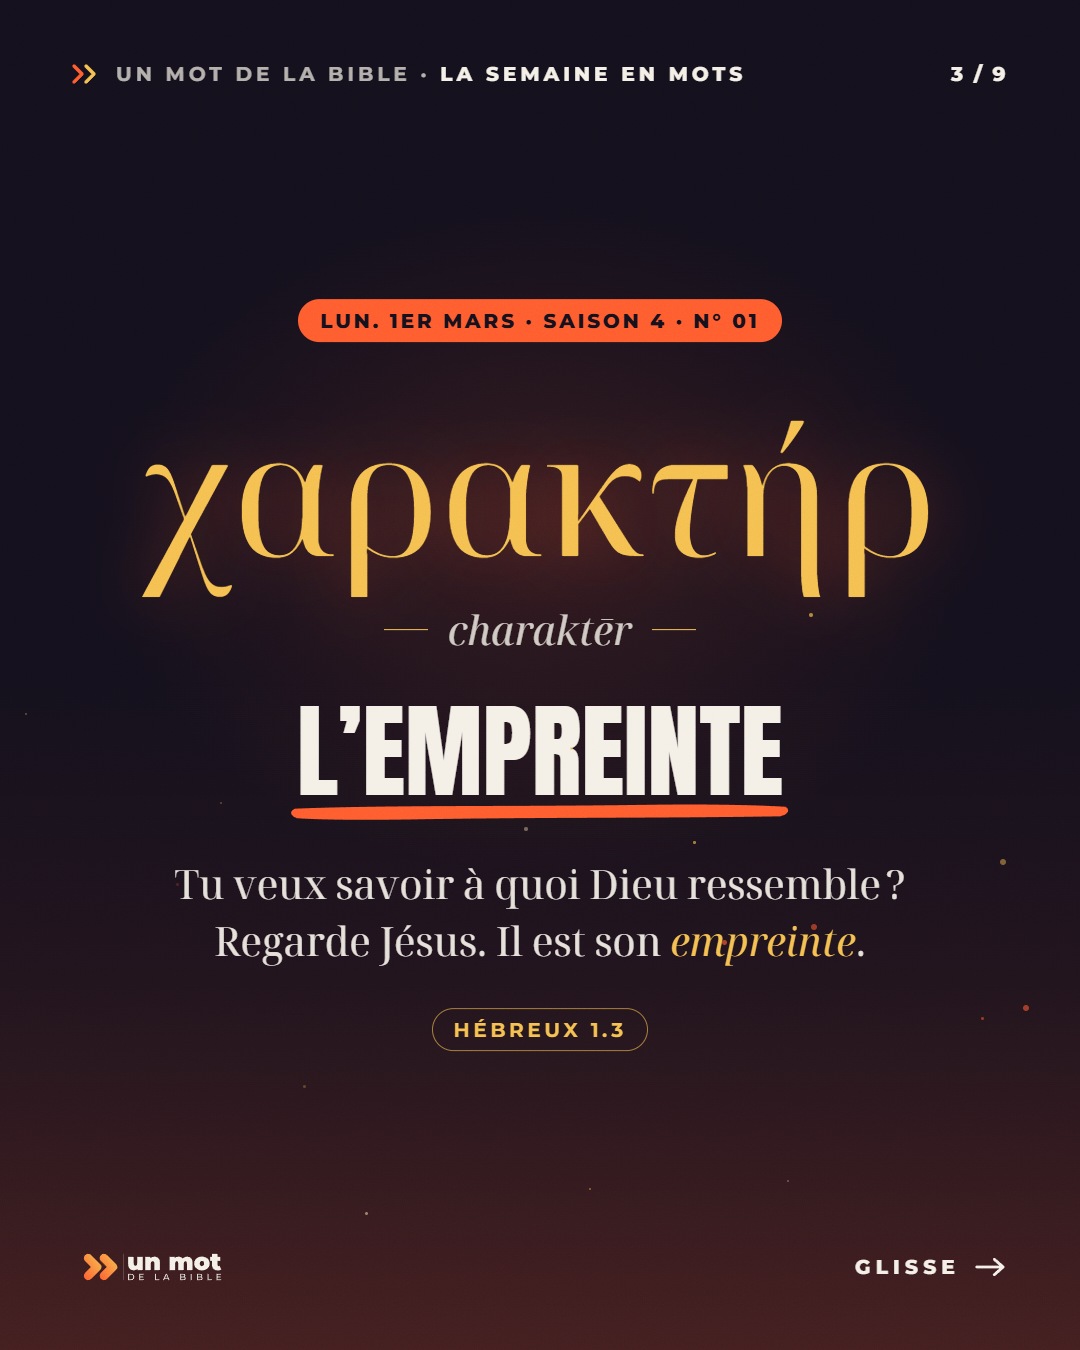 UN MOT DE LA BIBLE · LA SEMAINE EN MOTS
3 / 9
LUN. 1ER MARS · SAISON 4 · N° 01
χαρακτήρ
charaktēr
L’EMPREINTE
Tu veux savoir à quoi Dieu ressemble ?
Regarde Jésus. Il est son empreinte.
HÉBREUX 1.3
un mot
DE LA BIBLE
GLISSE →